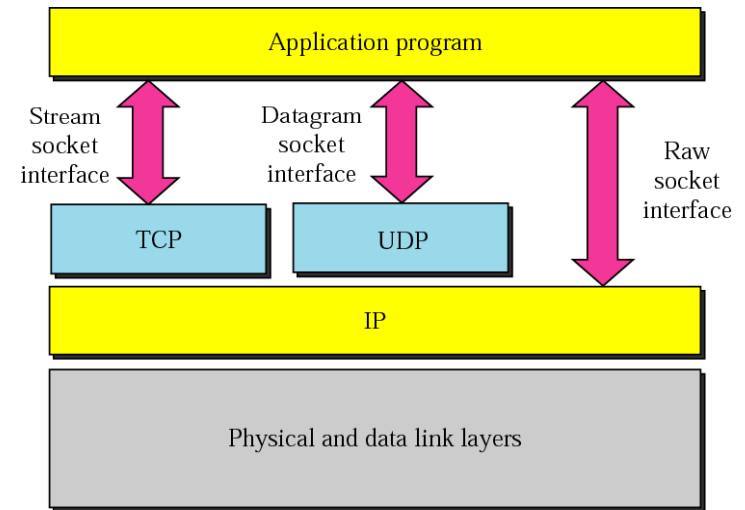 Application program
Stream
socket
interface
Datagram
socket
interface
Raw
socket
interface
TCP
UDP
IP
Physical and data link layers